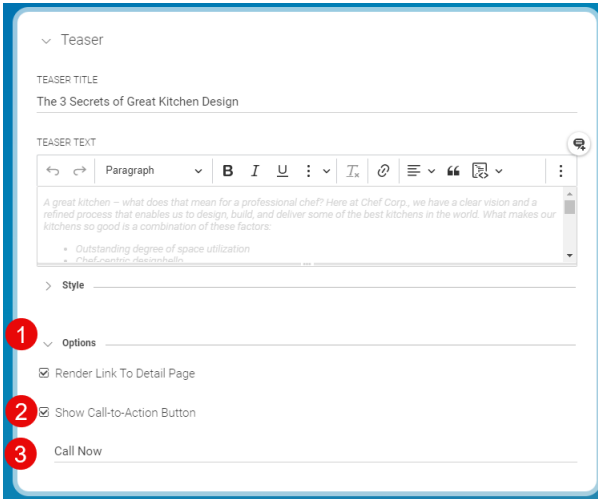 Teaser
TEASER TITLE
The 3 Secrets of Great Kitchen Design
TEASER TEXT
Paragraph B I U Tx
A great kitchen – what does that mean for a professional chef? Here at Chef Corp., we have a clear vision and a
refined process that enables us to design, build, and deliver some of the best kitchens in the world. What makes our
kitchens so good is a combination of these factors:
• Outstanding degree of space utilization
• Chef-centric designhello
Style
1
Options
Render Link To Detail Page
2 Show Call-to-Action Button
3 Call Now